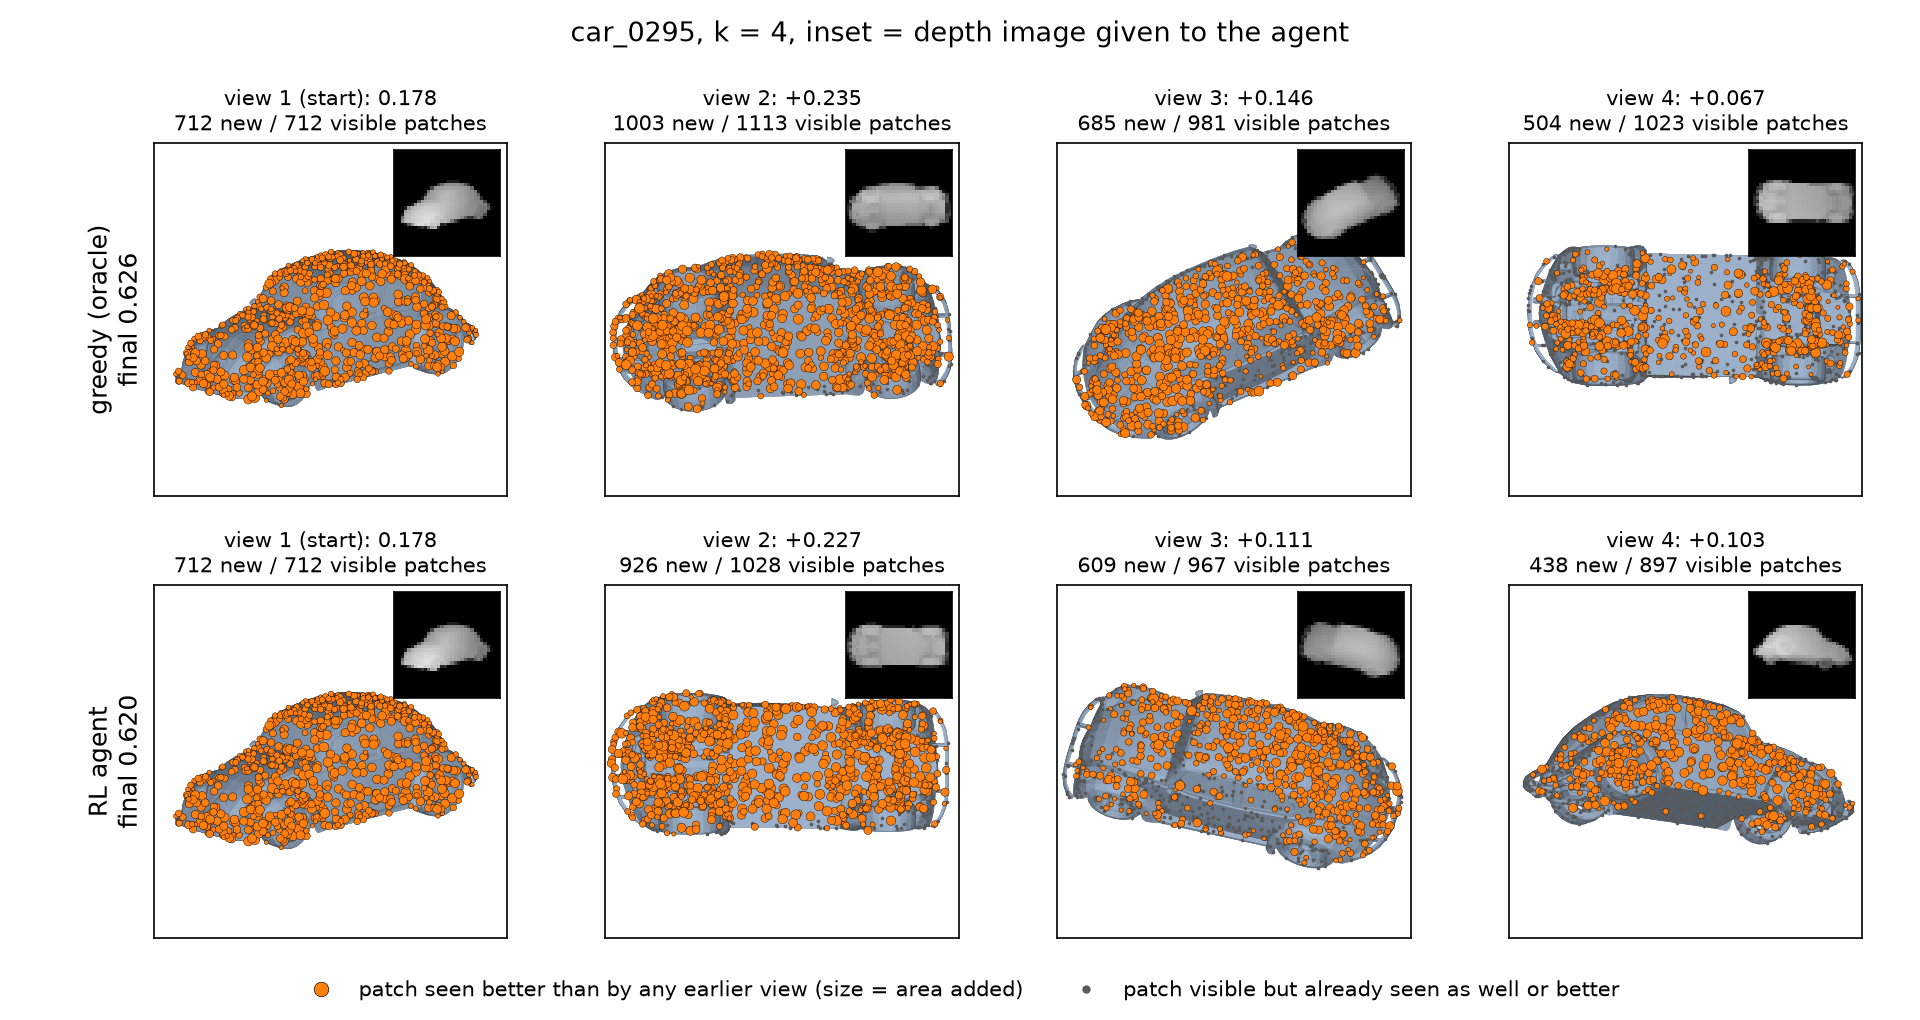 car_0295, k = 4, inset = depth image given to the agent
view 1 (start): 0.178
712 new / 712 visible patches
view 2: +0.235
1003 new / 1113 visible patches
view 3: +0.146
685 new / 981 visible patches
view 4: +0.067
504 new / 1023 visible patches
greedy (oracle)
final 0.626
view 1 (start): 0.178
712 new / 712 visible patches
view 2: +0.227
926 new / 1028 visible patches
view 3: +0.111
609 new / 967 visible patches
view 4: +0.103
438 new / 897 visible patches
RL agent
final 0.620
patch seen better than by any earlier view (size = area added)
patch visible but already seen as well or better